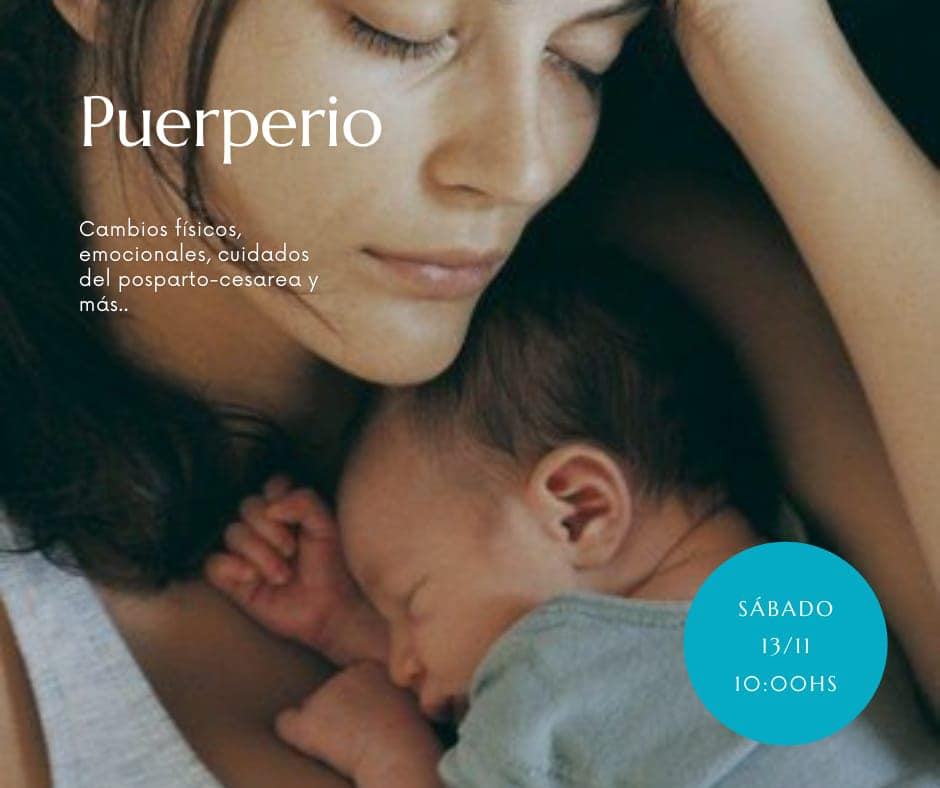 Puerperio
Cambios físicos,
emocionales, cuidados
del posparto-cesarea y
más..
SÁBADO
13/11
10:00HS